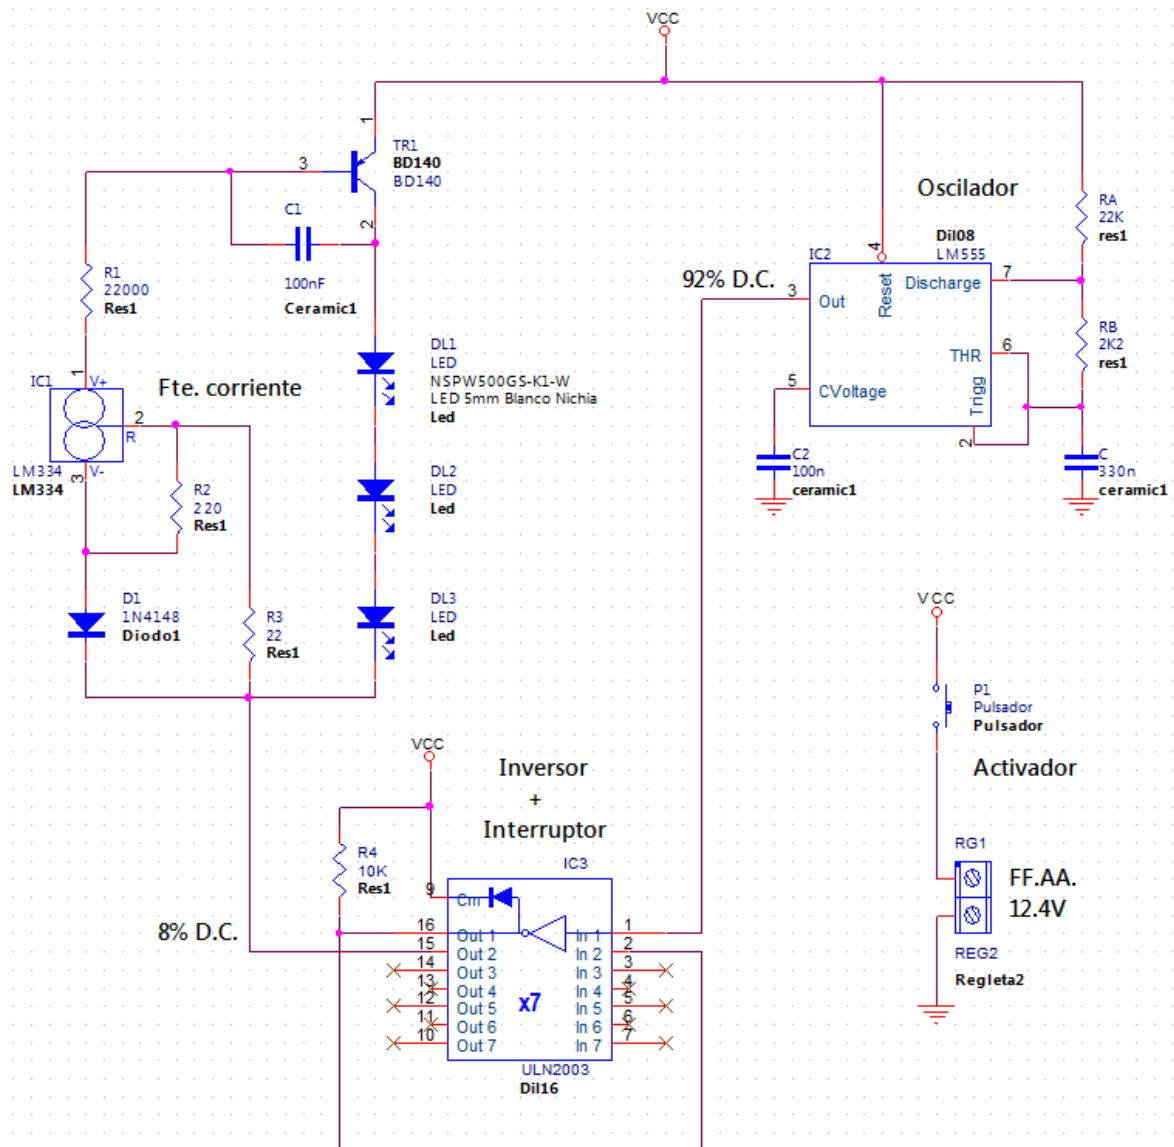 VCC
1
TR1
BD140
BD140
3
2
C1
100nF
Ceramic1
R1
22000
Res1
IC1
1
V+
Fte. corriente
2
R
V-
3
LM334
LM334
R2
220
Res1
D1
1N4148
Diodo1
R3
22
Res1
DL1
LED
NSPW500GS-K1-W
LED 5mm Blanco Nichia
Led
DL2
LED
Led
DL3
LED
Led
Oscilador
Dil08
IC2
LM555
4
92% D.C.
3
Out
Reset
Discharge
7
THR
6
5
CVoltage
Trigg
2
RA
22K
res1
RB
2K2
res1
C2
100n
ceramic1
C
330n
ceramic1
VCC
P1
Pulsador
Pulsador
Activador
RG1
FF.AA.
12.4V
REG2
Regleta2
VCC
Inversor
+
Interruptor
R4
10K
Res1
IC3
8% D.C.
9
Cm
16
Out 1
In 1
1
15
Out 2
In 2
2
14
Out 3
In 3
3
13
Out 4
In 4
4
12
Out 5
In 5
5
11
Out 6
In 6
6
10
Out 7
In 7
7
x7
ULN2003
Dil16